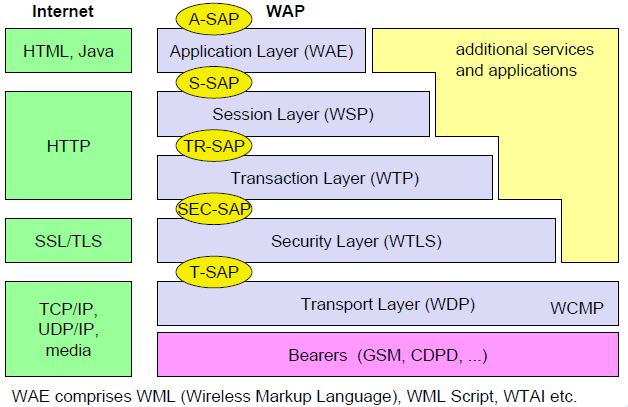 Internet
WAP
A-SAP
HTML, Java
Application Layer (WAE)
additional services
and applications
S-SAP
HTTP
Session Layer (WSP)
TR-SAP
Transaction Layer (WTP)
SEC-SAP
SSL/TLS
Security Layer (WTLS)
T-SAP
TCP/IP,
UDP/IP,
media
Transport Layer (WDP)
WCMP
Bearers (GSM, CDPD, ...)
WAE comprises WML (Wireless Markup Language), WML Script, WTAI etc.